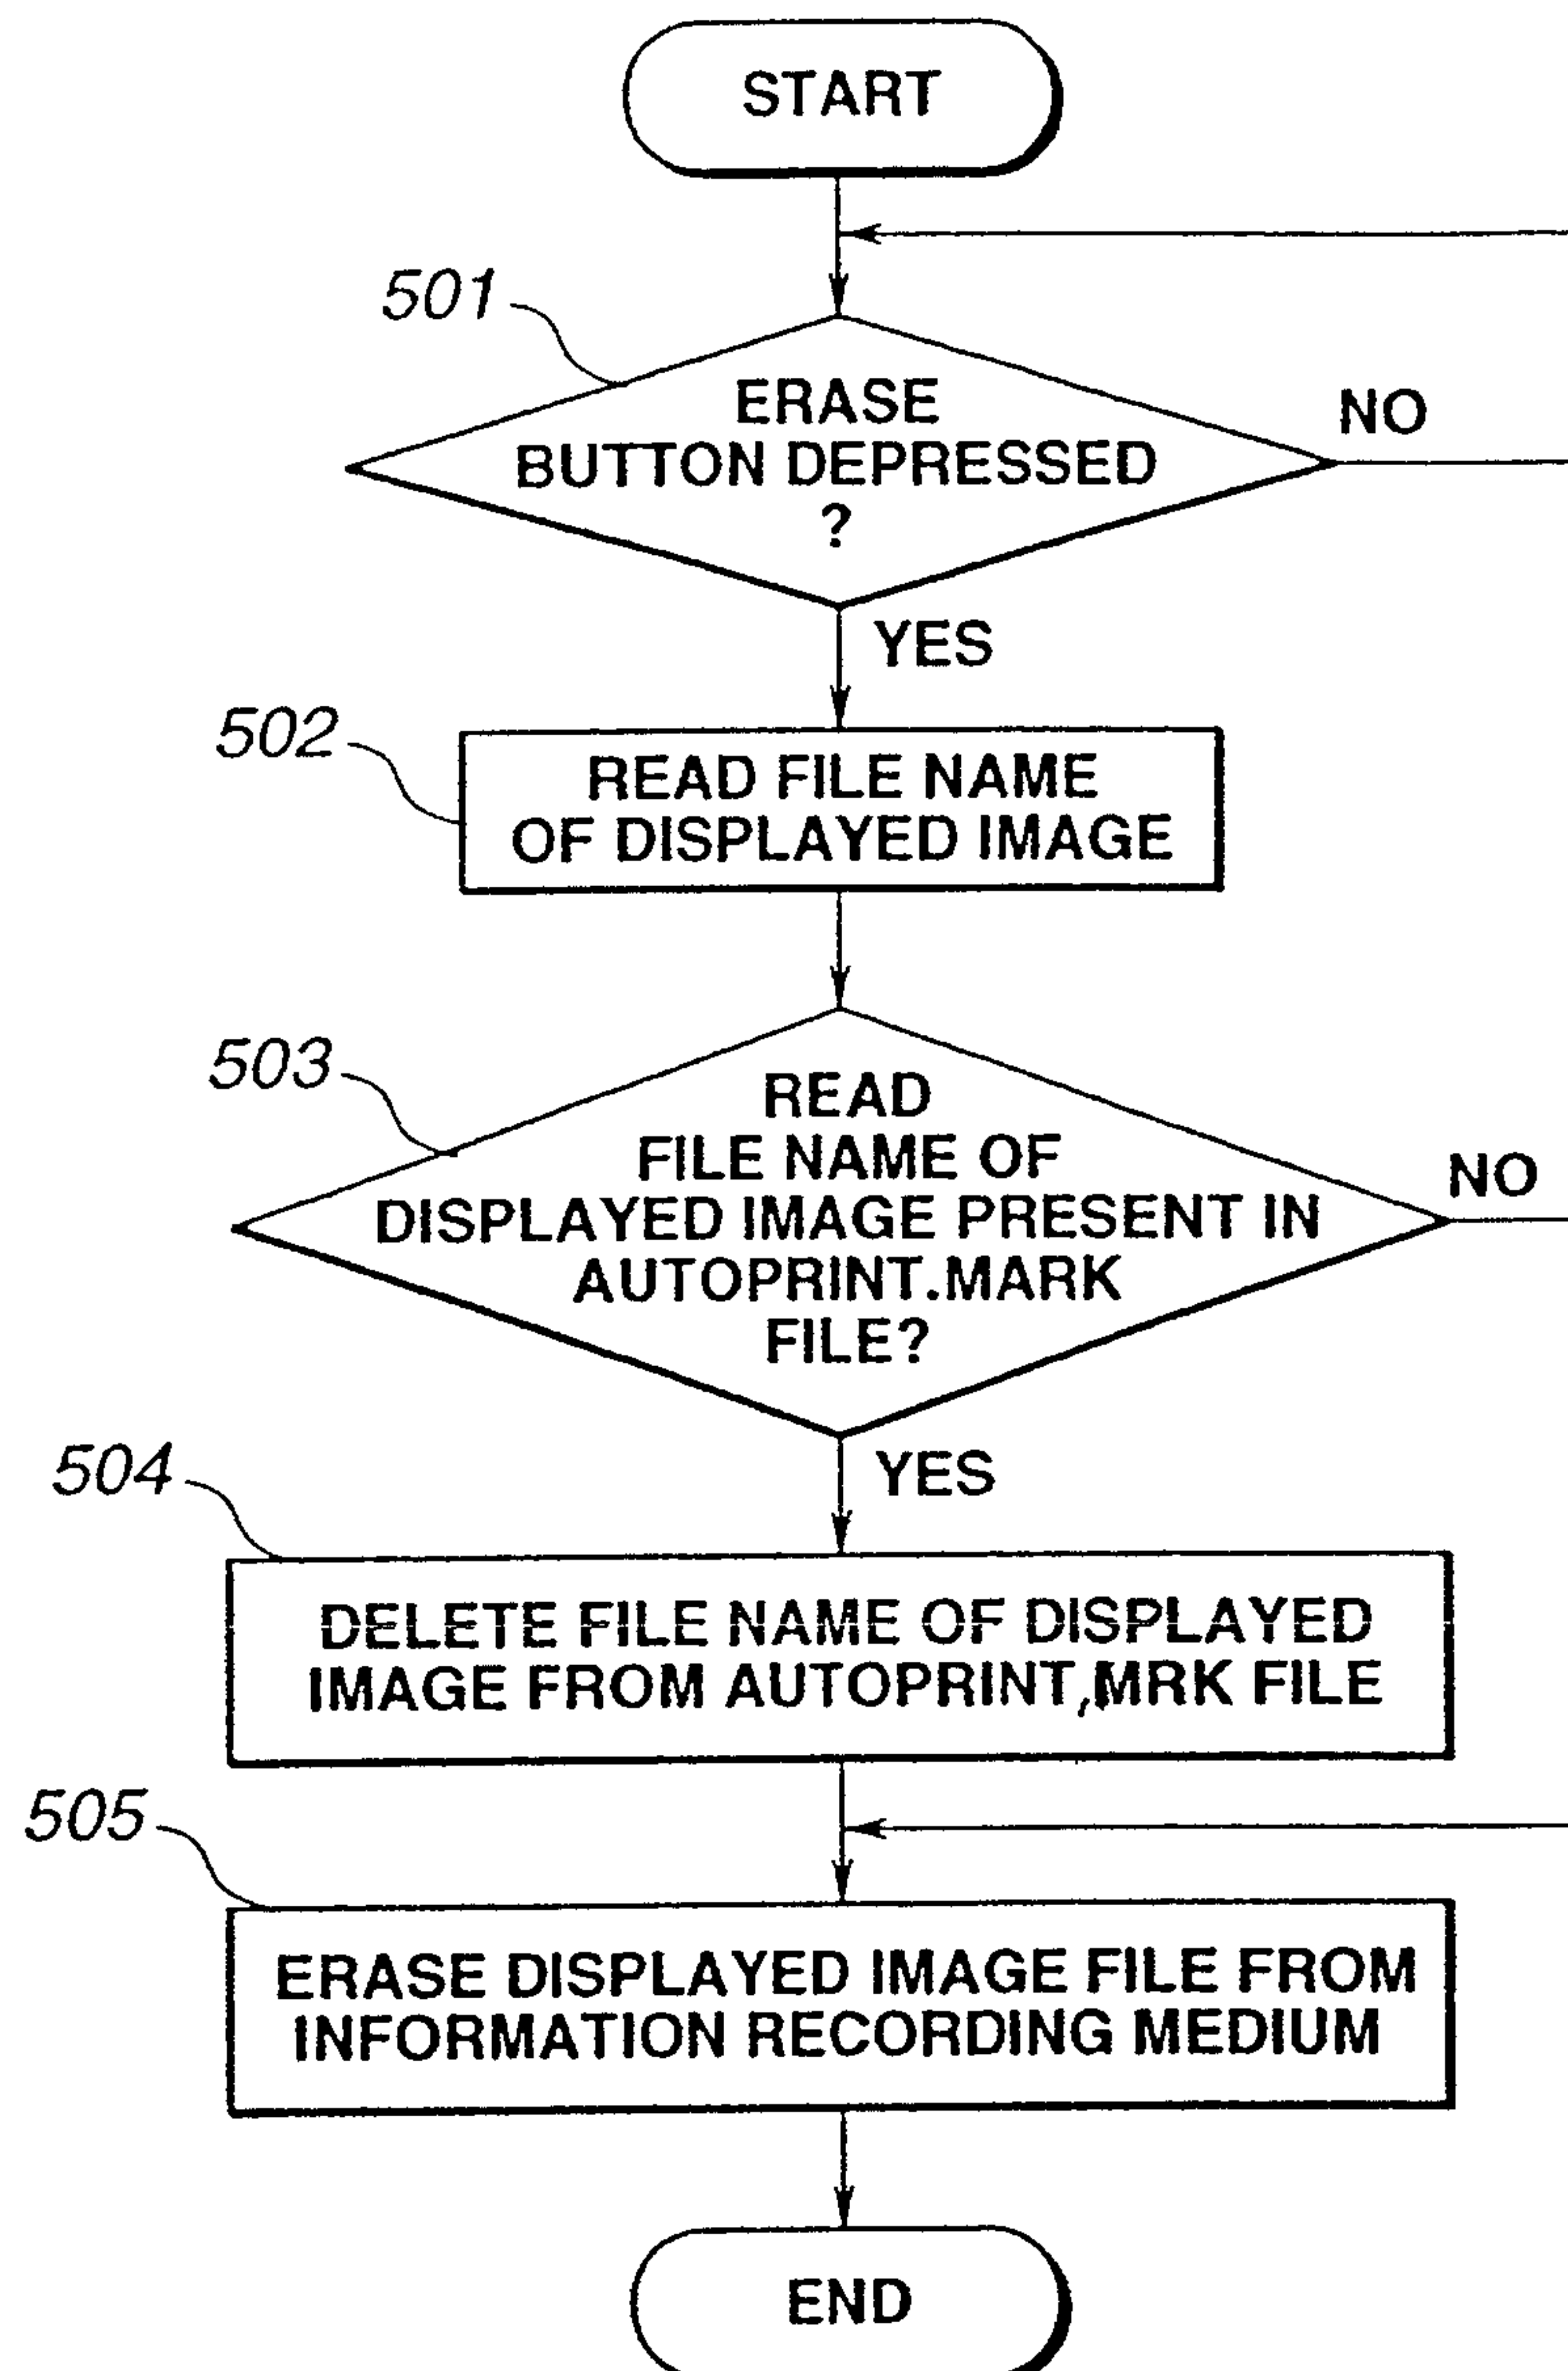 START
501
ERASE
BUTTON DEPRESSED
?
NO
YES
502
READ FILE NAME
OF DISPLAYED IMAGE
503
READ
FILE NAME OF
DISPLAYED IMAGE PRESENT IN
AUTOPRINT.MARK
FILE?
NO
YES
504
DELETE FILE NAME OF DISPLAYED
IMAGE FROM AUTOPRINT,MRK FILE
505
ERASE DISPLAYED IMAGE FILE FROM
INFORMATION RECORDING MEDIUM
END